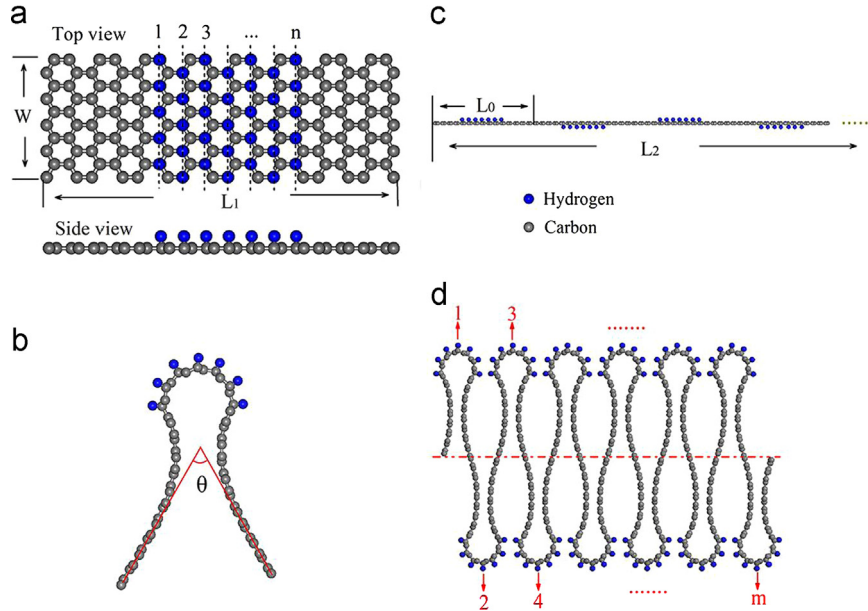 a
Top view
1 2 3 ... n
W
L1
Side view
b
θ
c
L0
L2
......
Hydrogen
Carbon
d
1 3 .......
2 4 ....... m